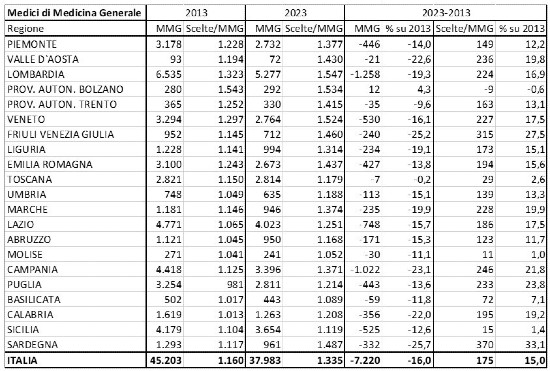 Medici di Medicina Generale 2013 2023 2023-2013
Regione MMG Scelte/MMG MMG Scelte/MMG MMG % su 2013 Scelte/MMG % su 2013
PIEMONTE 3.178 1.228 2.732 1.377 -446 -14,0 149 12,2
VALLE D'AOSTA 93 1.194 72 1.430 -21 -22,6 236 19,8
LOMBARDIA 6.535 1.323 5.277 1.547 -1.258 -19,3 224 16,9
PROV. AUTON. BOLZANO 280 1.543 292 1.534 12 4,3 -9 -0,6
PROV. AUTON. TRENTO 365 1.252 330 1.415 -35 -9,6 163 13,1
VENETO 3.294 1.297 2.764 1.524 -530 -16,1 227 17,5
FRIULI VENEZIA GIULIA 952 1.145 712 1.460 -240 -25,2 315 27,5
LIGURIA 1.228 1.141 994 1.314 -234 -19,1 173 15,1
EMILIA ROMAGNA 3.100 1.243 2.673 1.437 -427 -13,8 194 15,6
TOSCANA 2.821 1.150 2.814 1.179 -7 -0,2 29 2,6
UMBRIA 748 1.049 635 1.188 -113 -15,1 139 13,3
MARCHE 1.181 1.146 946 1.374 -235 -19,9 228 19,9
LAZIO 4.771 1.065 4.023 1.251 -748 -15,7 186 17,5
ABRUZZO 1.121 1.045 950 1.168 -171 -15,3 123 11,7
MOLISE 271 1.041 241 1.052 -30 -11,1 11 1,0
CAMPANIA 4.418 1.125 3.396 1.371 -1.022 -23,1 246 21,8
PUGLIA 3.254 981 2.811 1.214 -443 -13,6 233 23,8
BASILICATA 502 1.017 443 1.089 -59 -11,8 72 7,1
CALABRIA 1.619 1.013 1.263 1.208 -356 -22,0 195 19,2
SICILIA 4.179 1.104 3.654 1.119 -525 -12,6 15 1,4
SARDEGNA 1.293 1.117 961 1.487 -332 -25,7 370 33,1
ITALIA 45.203 1.160 37.983 1.335 -7.220 -16,0 175 15,0